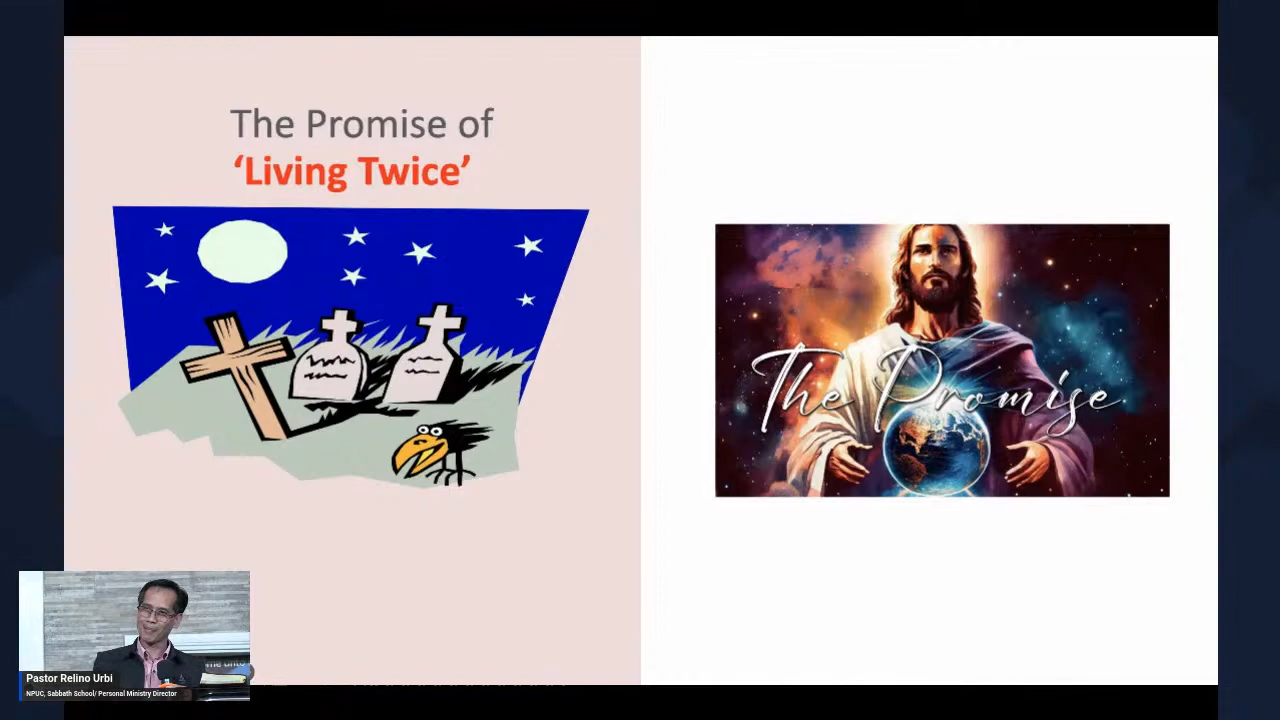 The Promise of
‘Living Twice’
The Promise
Pastor Relino Urbi
NPUC, Sabbath School/ Personal Ministry Director